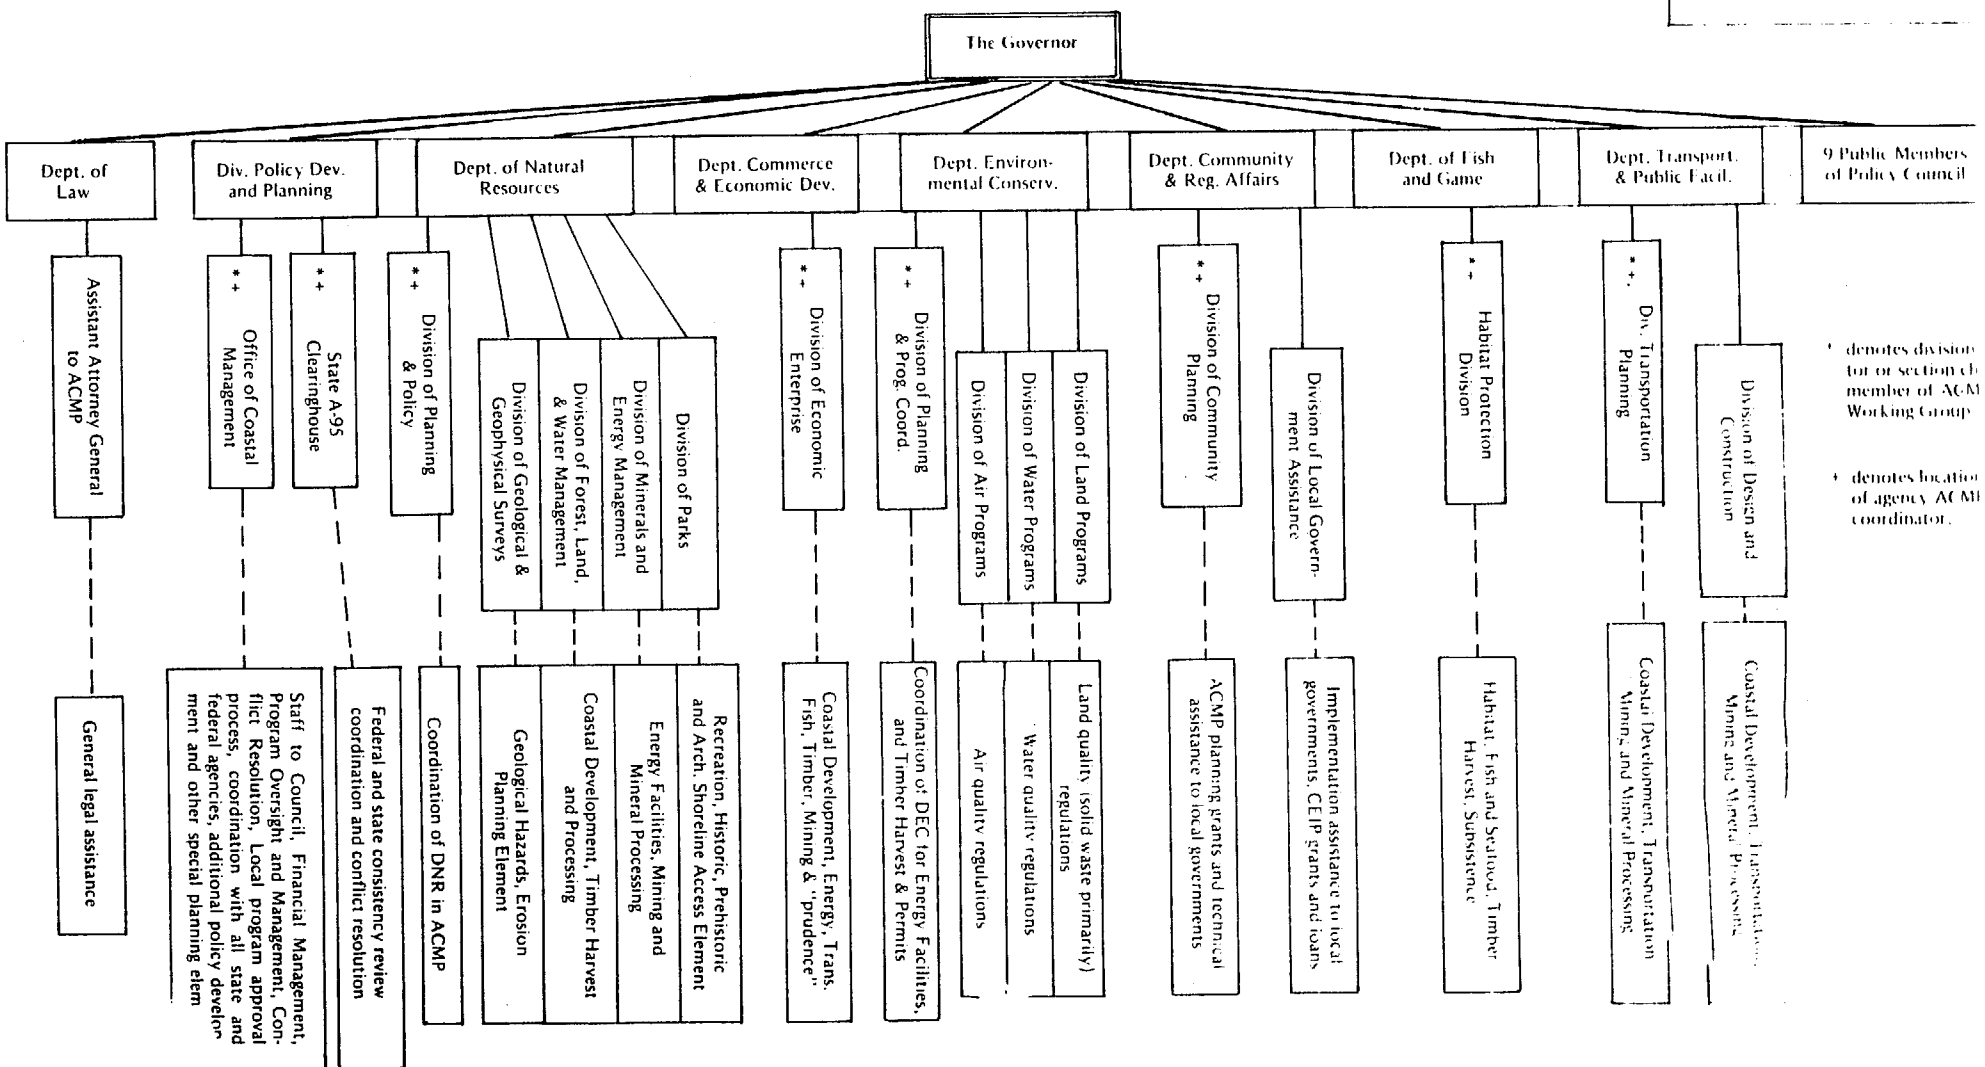 The Governor
Dept. of
Law
Div. Policy Dev.
and Planning
Dept. of Natural
Resources
Dept. Commerce
& Economic Dev.
Dept. Environ-
mental Conserv.
Dept. Community
& Reg. Affairs
Dept. of Fish
and Game
Dept. Transport.
& Public Facil.
9 Public Members
of Policy Council
Assistant Attorney General
to ACMP
* +
Office of Coastal
Management
* +
State A-95
Clearinghouse
* +
Division of Planning
& Policy
Division of Geological &
Geophysical Surveys
Division of Forest, Land,
& Water Management
Division of Minerals and
Energy Management
Division of Parks
* +
Division of Economic
Enterprise
* +
Division of Planning
& Prog. Coord.
Division of Air Programs
Division of Water Programs
Division of Land Programs
* +
Division of Community
Planning
Division of Local Govern-
ment Assistance
* +
Habitat Protection
Division
* +.
Div. Transportation
Planning
Division of Design and
Construction
* denotes division
tor or section
member of
Working Group
+ denotes location
of agency
coordinator.
General legal assistance
Staff to Council, Financial Management,
Program Oversight and Management, Con-
flict Resolution, Local program approval
process, coordination with all state and
federal agencies, additional policy develop
ment and other special planning elem
Federal and state consistency review
coordination and conflict resolution
Coordination of DNR in ACMP
Geological Hazards, Erosion
Planning Element
Coastal Development, Timber Harvest
and Processing
Energy Facilities, Mining and
Mineral Processing
Recreation, Historic, Prehistoric
and Arch. Shoreline Access Element
Coastal Development, Energy, Trans.
Fish, Timber, Mining & "prudence"
Coordination of DEC for Energy Facilities,
and Timber Harvest & Permits
Air quality regulations
Water quality regulations
Land quality (solid waste primarily)
regulations
ACMP planning grants and technical
assistance to local governments
Implementation assistance to local
governments, CEIP grants and loans
Habitat, Fish and Seafood, Timber
Harvest, Subsistence
Coastal Development, Transportation
Mining and Mineral Processing
Coastal Development, Transportation,
Mining and Mineral Processing